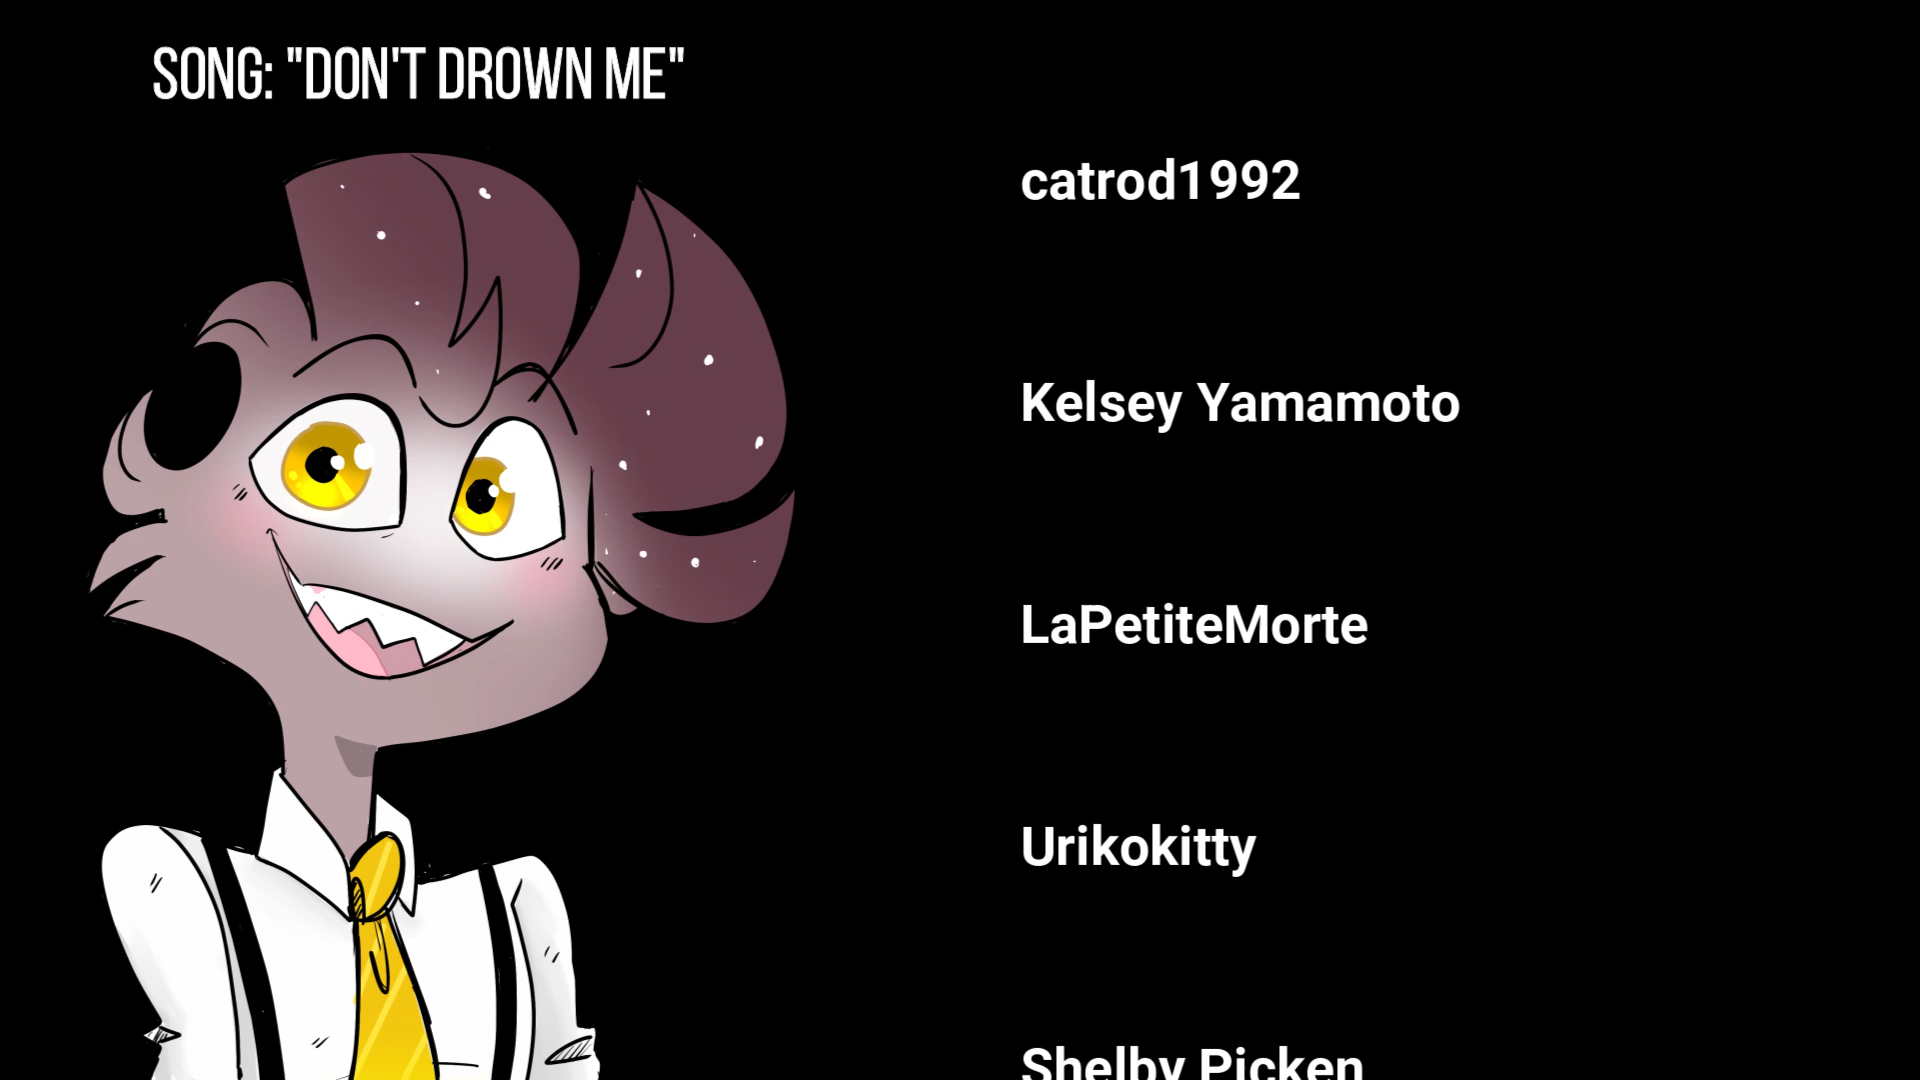 SONG: "DON'T DROWN ME"
catrod1992
Kelsey Yamamoto
LaPetiteMorte
Urikokitty
Shelby Picken